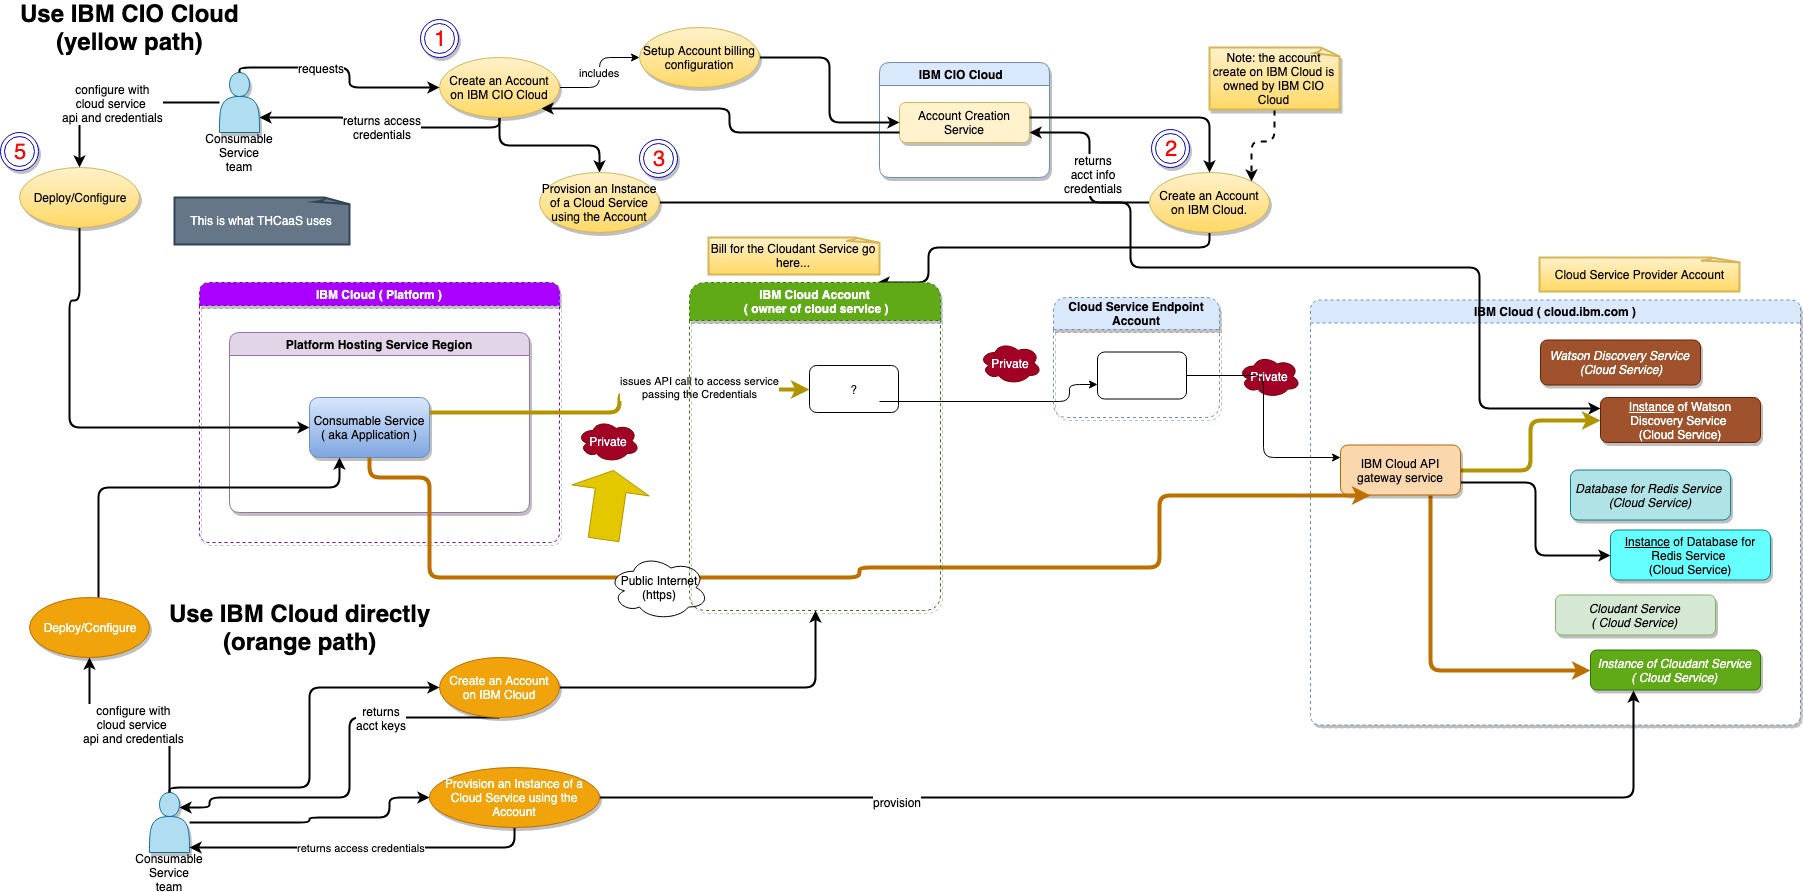 Use IBM CIO Cloud
(yellow path)
1
requests
Create an Account
on IBM CIO Cloud
includes
Setup Account billing
configuration
IBM CIO Cloud
Account Creation
Service
Note: the account
create on IBM Cloud is
owned by IBM CIO
Cloud
configure with
cloud service
api and credentials
returns access
credentials
Consumable
Service
team
5
Deploy/Configure
This is what THCaaS uses
3
Provision an Instance
of a Cloud Service
using the Account
returns
acct info
credentials
2
Create an Account
on IBM Cloud.
Bill for the Cloudant Service go
here...
Cloud Service Provider Account
IBM Cloud ( Platform )
Platform Hosting Service Region
Consumable Service
( aka Application )
IBM Cloud Account
( owner of cloud service )
issues API call to access service
passing the Credentials
?
Private
Cloud Service Endpoint
Account
Private
Private
IBM Cloud ( cloud.ibm.com )
Watson Discovery Service
(Cloud Service)
Instance of Watson
Discovery Service
(Cloud Service)
IBM Cloud API
gateway service
Database for Redis Service
(Cloud Service)
Instance of Database for
Redis Service
(Cloud Service)
Cloudant Service
( Cloud Service)
Instance of Cloudant Service
( Cloud Service)
Public Internet
(https)
Deploy/Configure
Use IBM Cloud directly
(orange path)
Create an Account
on IBM Cloud
returns
acct keys
configure with
cloud service
api and credentials
Provision an Instance of a
Cloud Service using the
Account
provision
returns access credentials
Consumable
Service
team